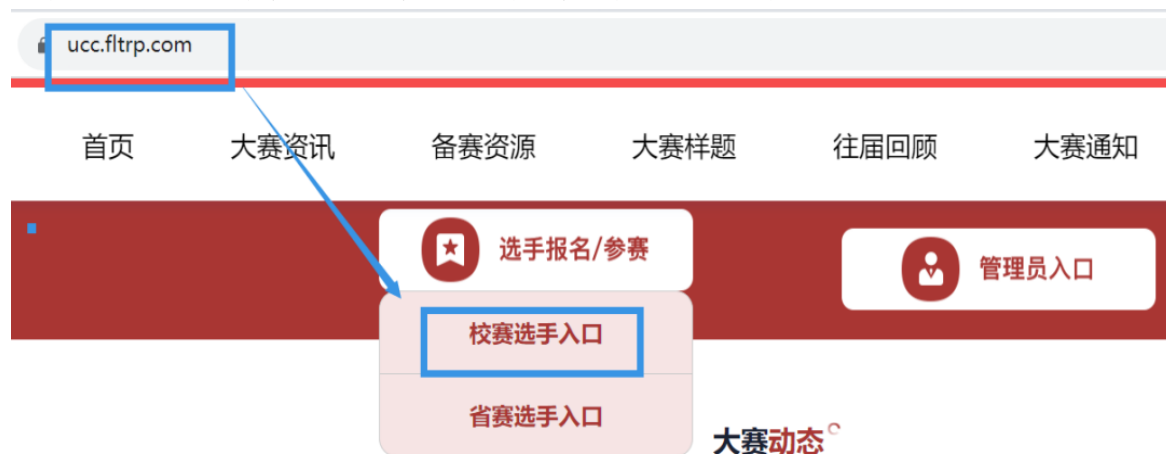 ucc.fltrp.com
首页 大赛资讯 备赛资源 大赛样题 往届回顾 大赛通知
选手报名/参赛 管理员入口
校赛选手入口
省赛选手入口
大赛动态